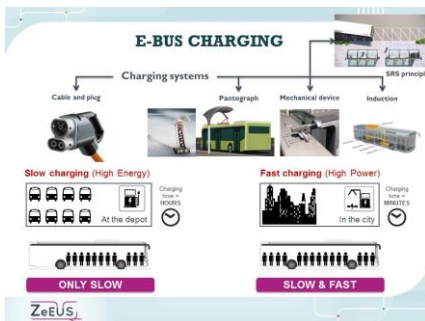 E-BUS CHARGING
Charging systems
SRS principle
Cable and plug
Pantograph
Mechanical device
Induction
Slow charging (High Energy)
At the depot
Charging
time =
HOURS
Fast charging (High Power)
In the city
Charging
time =
MINUTES
ONLY SLOW
SLOW & FAST
ZeEUS